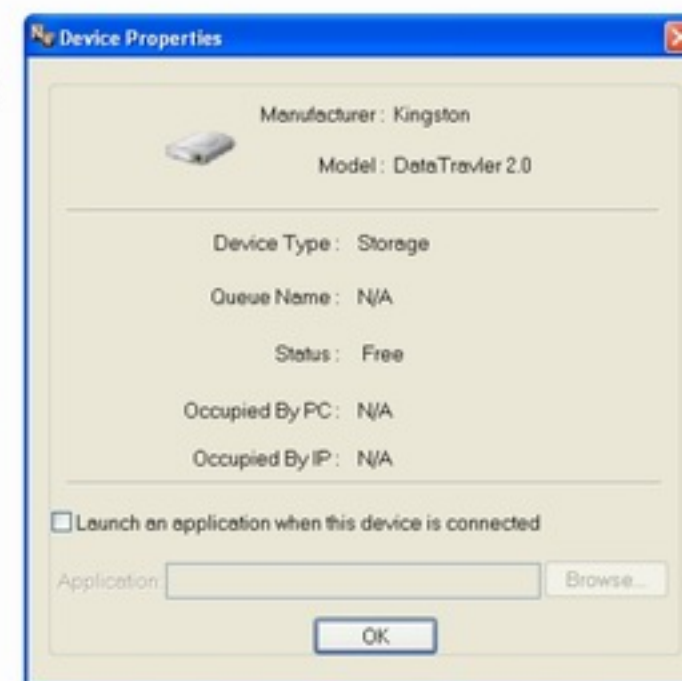 Device Properties
Manufacturer : Kingston
Model : DataTravler 2.0
Device Type : Storage
Queue Name : N/A
Status : Free
Occupied By PC : N/A
Occupied By IP : N/A
Launch an application when this device is connected
Application: Browse...
OK